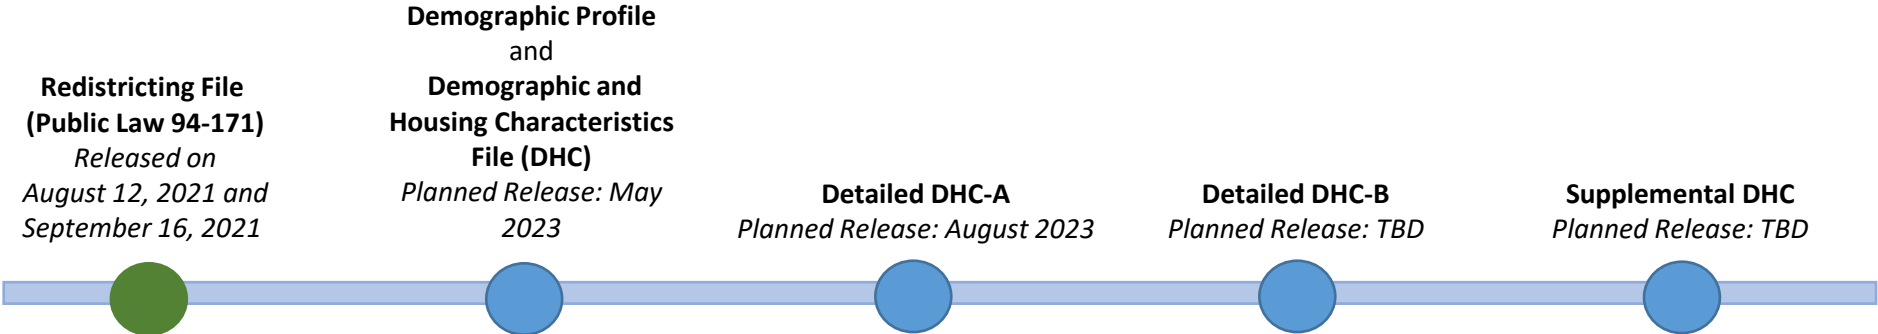 Redistricting File
(Public Law 94-171)
Released on
August 12, 2021 and
September 16, 2021
Demographic Profile
and
Demographic and
Housing Characteristics
File (DHC)
Planned Release: May
2023
Detailed DHC-A
Planned Release: August 2023
Detailed DHC-B
Planned Release: TBD
Supplemental DHC
Planned Release: TBD